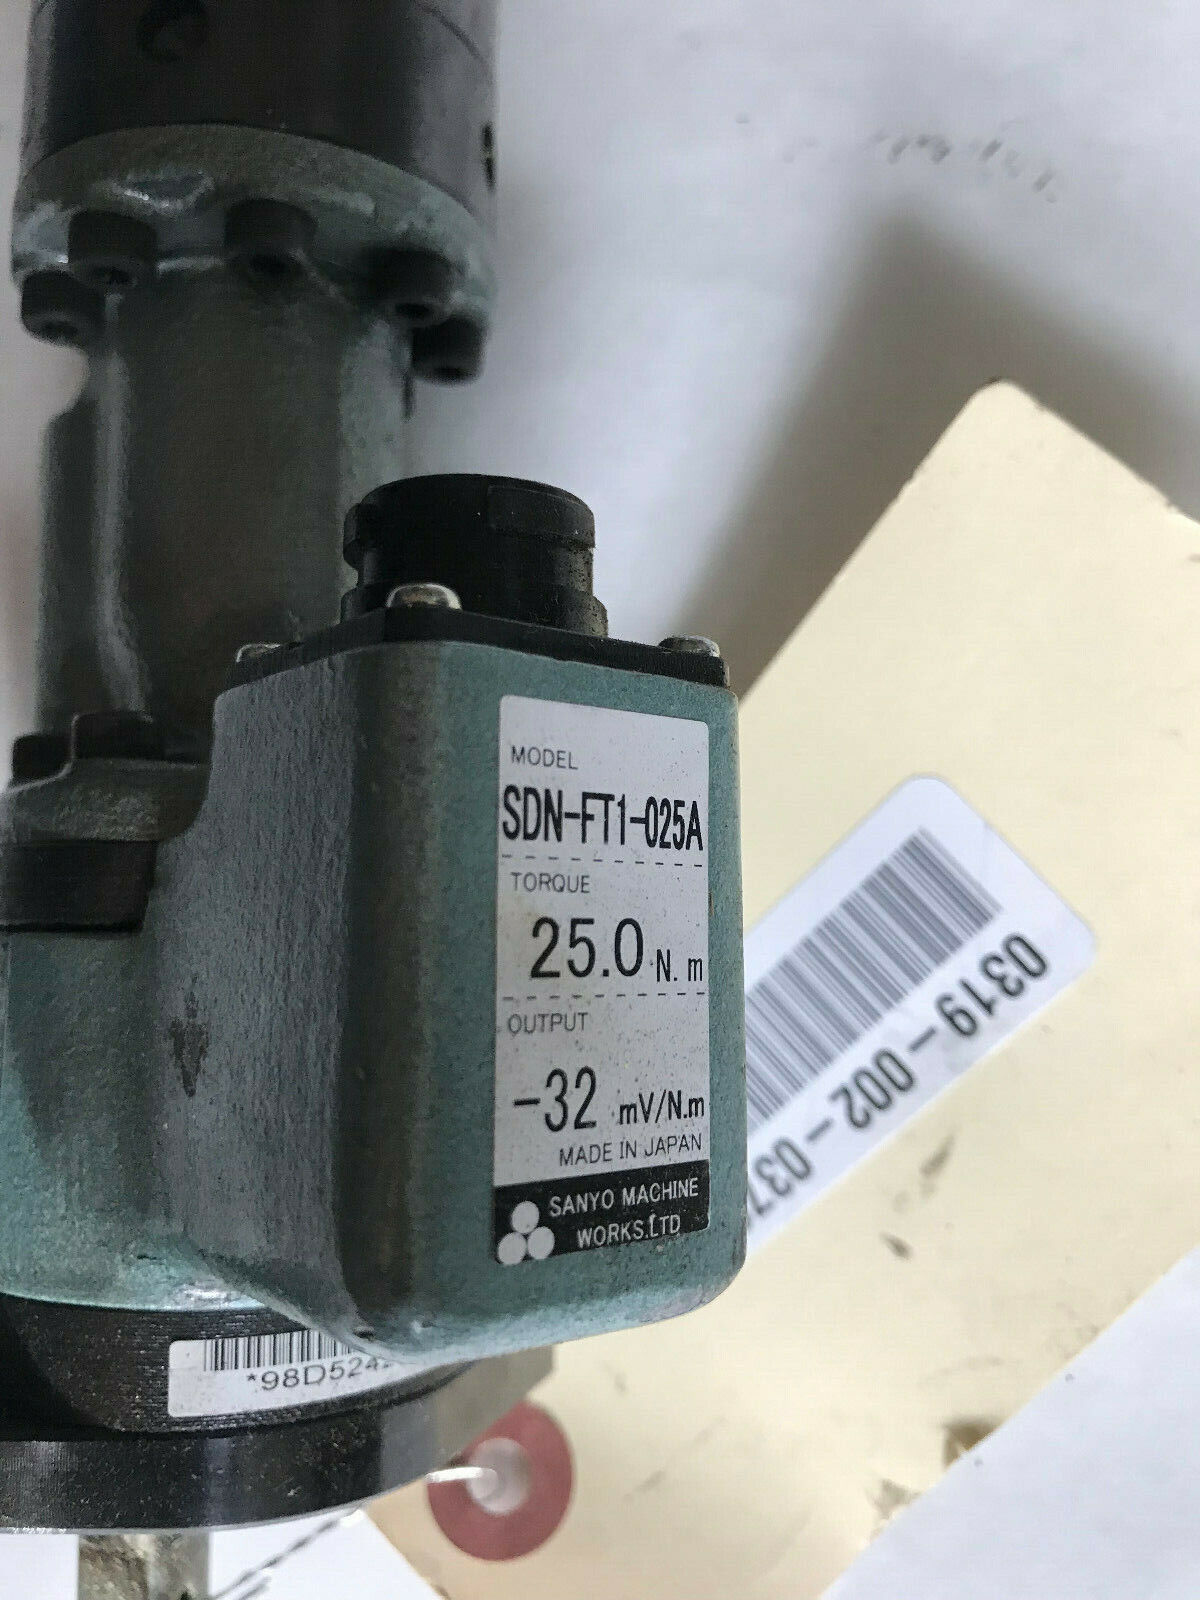 MODEL
SDN-FT1-025A
TORQUE
25.0 N.m
OUTPUT
-32 mV/N.m
MADE IN JAPAN
SANYO MACHINE
WORKS.LTD
0319-002-037
*98D524